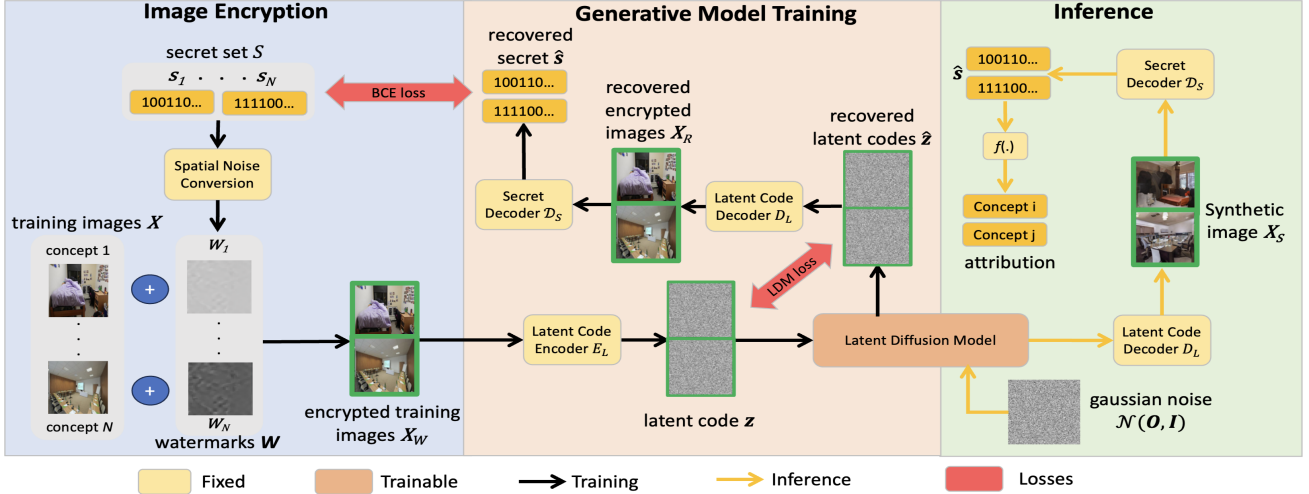 Image Encryption
secret set S
s1 . . . sN
100110...
111100...
Spatial Noise
Conversion
training images X
concept 1
concept N
+
+
W1
WN
watermarks W
encrypted training
images XW
BCE loss
Generative Model Training
recovered
secret ŝ
100110...
111100...
Secret
Decoder DS
recovered
encrypted
images XR
Latent Code
Decoder DL
recovered
latent codes ẑ
LDM loss
Latent Code
Encoder EL
latent code z
Latent Diffusion Model
Inference
ŝ
100110...
111100...
Secret
Decoder DS
f(.)
Concept i
Concept j
attribution
Synthetic
image XS
Latent Code
Decoder DL
gaussian noise
N(O, I)
Fixed
Trainable
Training
Inference
Losses